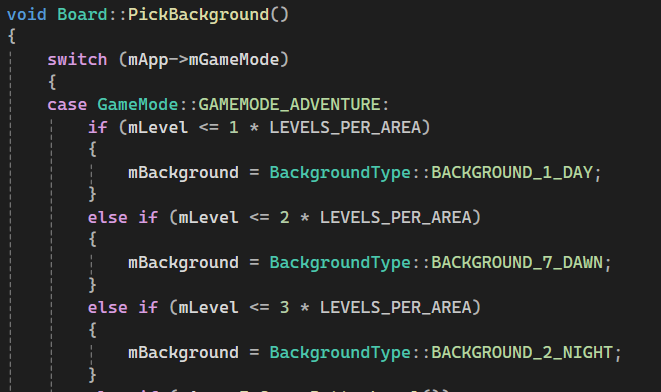 void Board::PickBackground()
{
switch (mApp->mGameMode)
{
case GameMode::GAMEMODE_ADVENTURE:
if (mLevel <= 1 * LEVELS_PER_AREA)
{
mBackground = BackgroundType::BACKGROUND_1_DAY;
}
else if (mLevel <= 2 * LEVELS_PER_AREA)
{
mBackground = BackgroundType::BACKGROUND_7_DAWN;
}
else if (mLevel <= 3 * LEVELS_PER_AREA)
{
mBackground = BackgroundType::BACKGROUND_2_NIGHT;
}